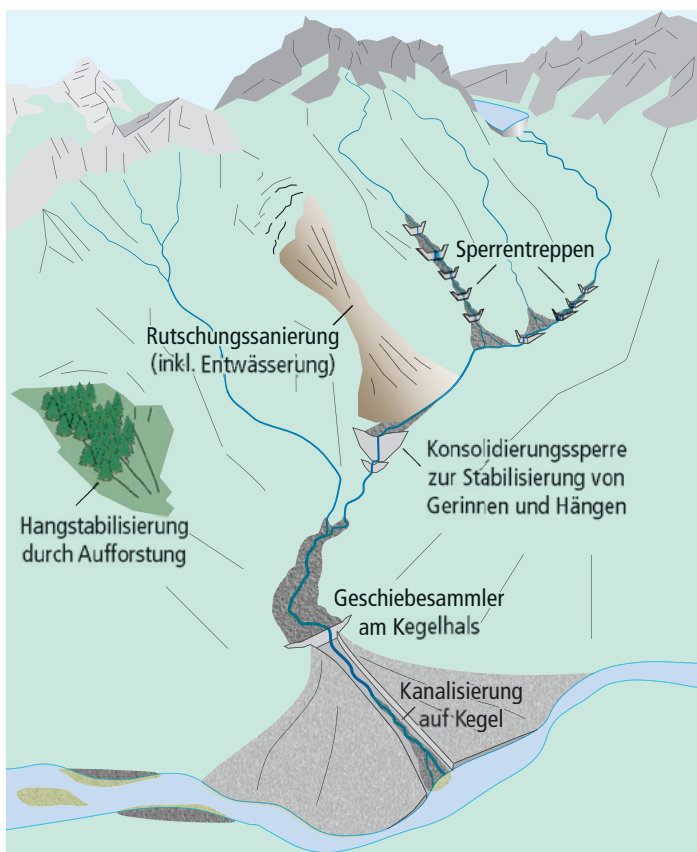 Sperrentreppen
Rutschungssanierung
(inkl. Entwässerung)
Konsolidierungssperre
zur Stabilisierung von
Gerinnen und Hängen
Hangstabilisierung
durch Aufforstung
Geschiebesammler
am Kegelhals
Kanalisierung
auf Kegel